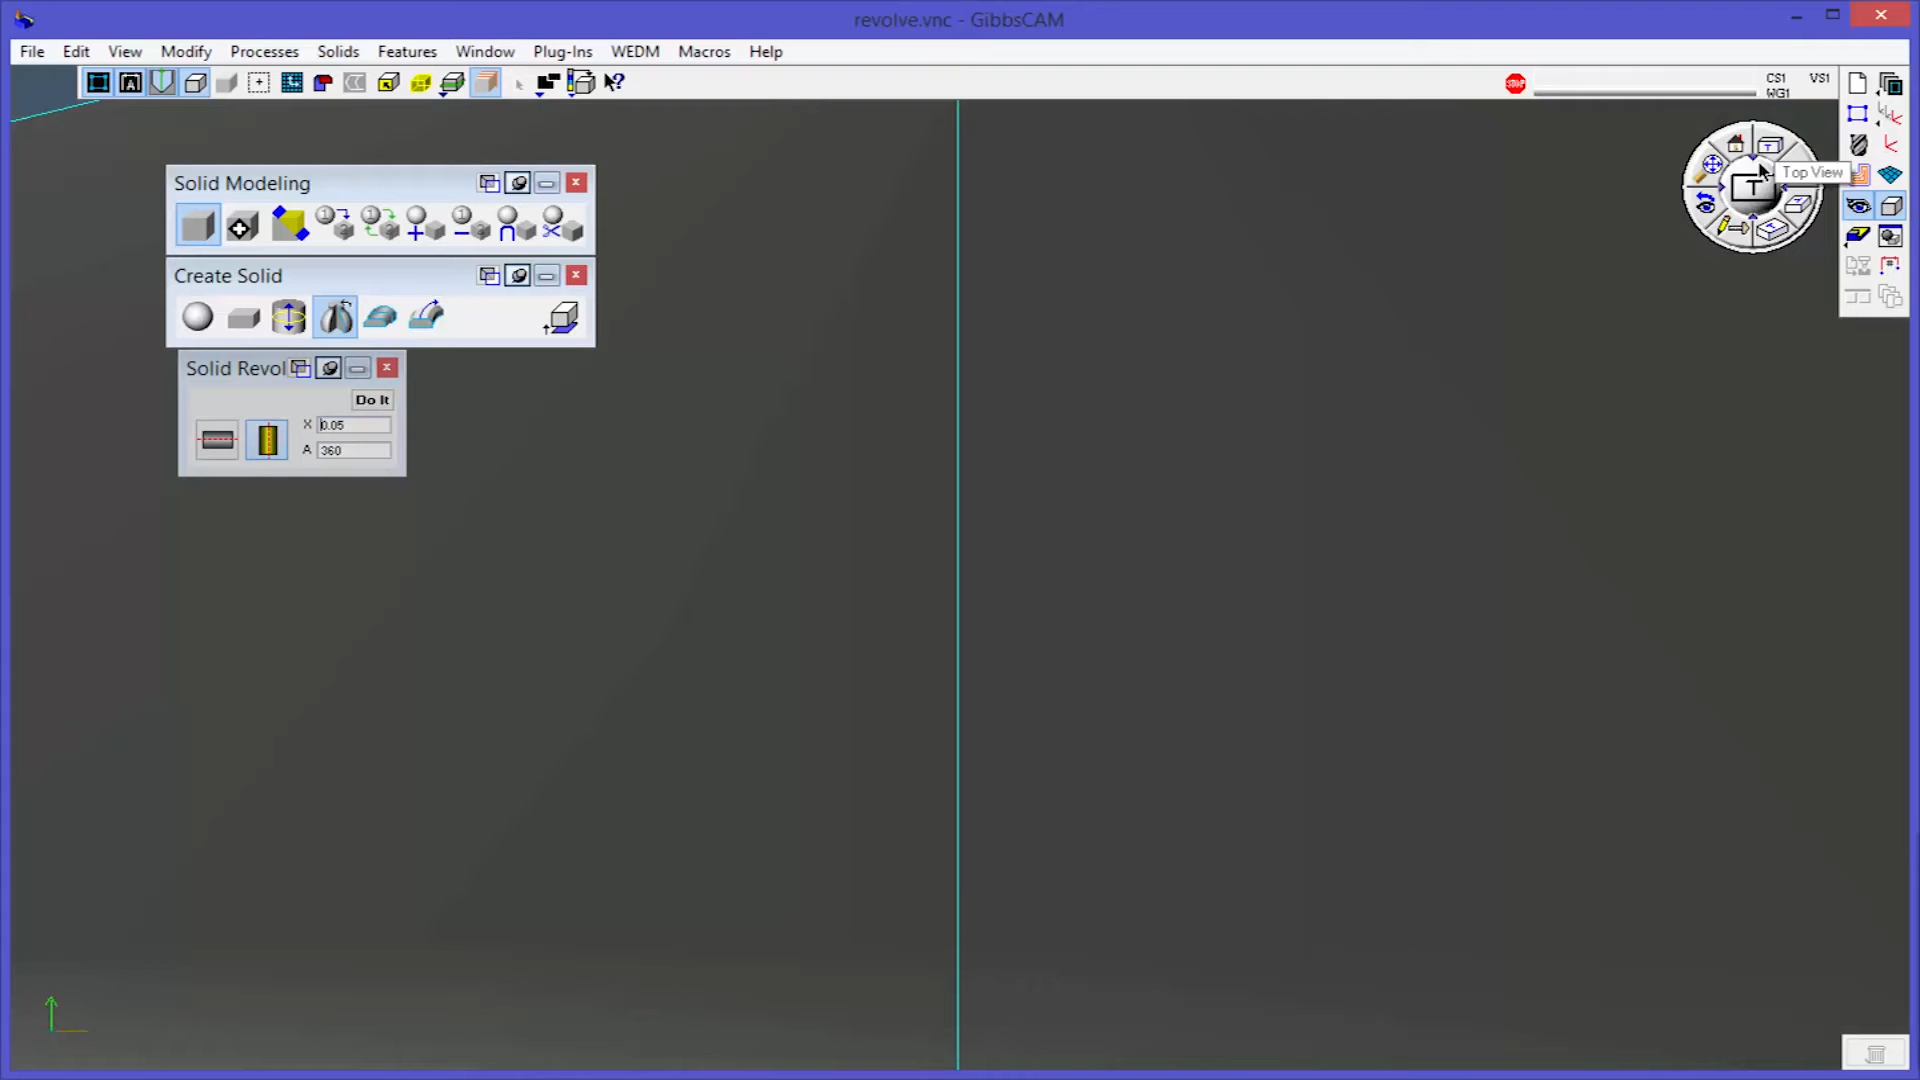 revolve.vnc - GibbsCAM
File Edit View Modify Processes Solids Features Window Plug-Ins WEDM Macros Help
STOP
CS1 VS1
WG1
T
Top View
Solid Modeling
Create Solid
Solid Revol
Do It
X 0.05
A 360